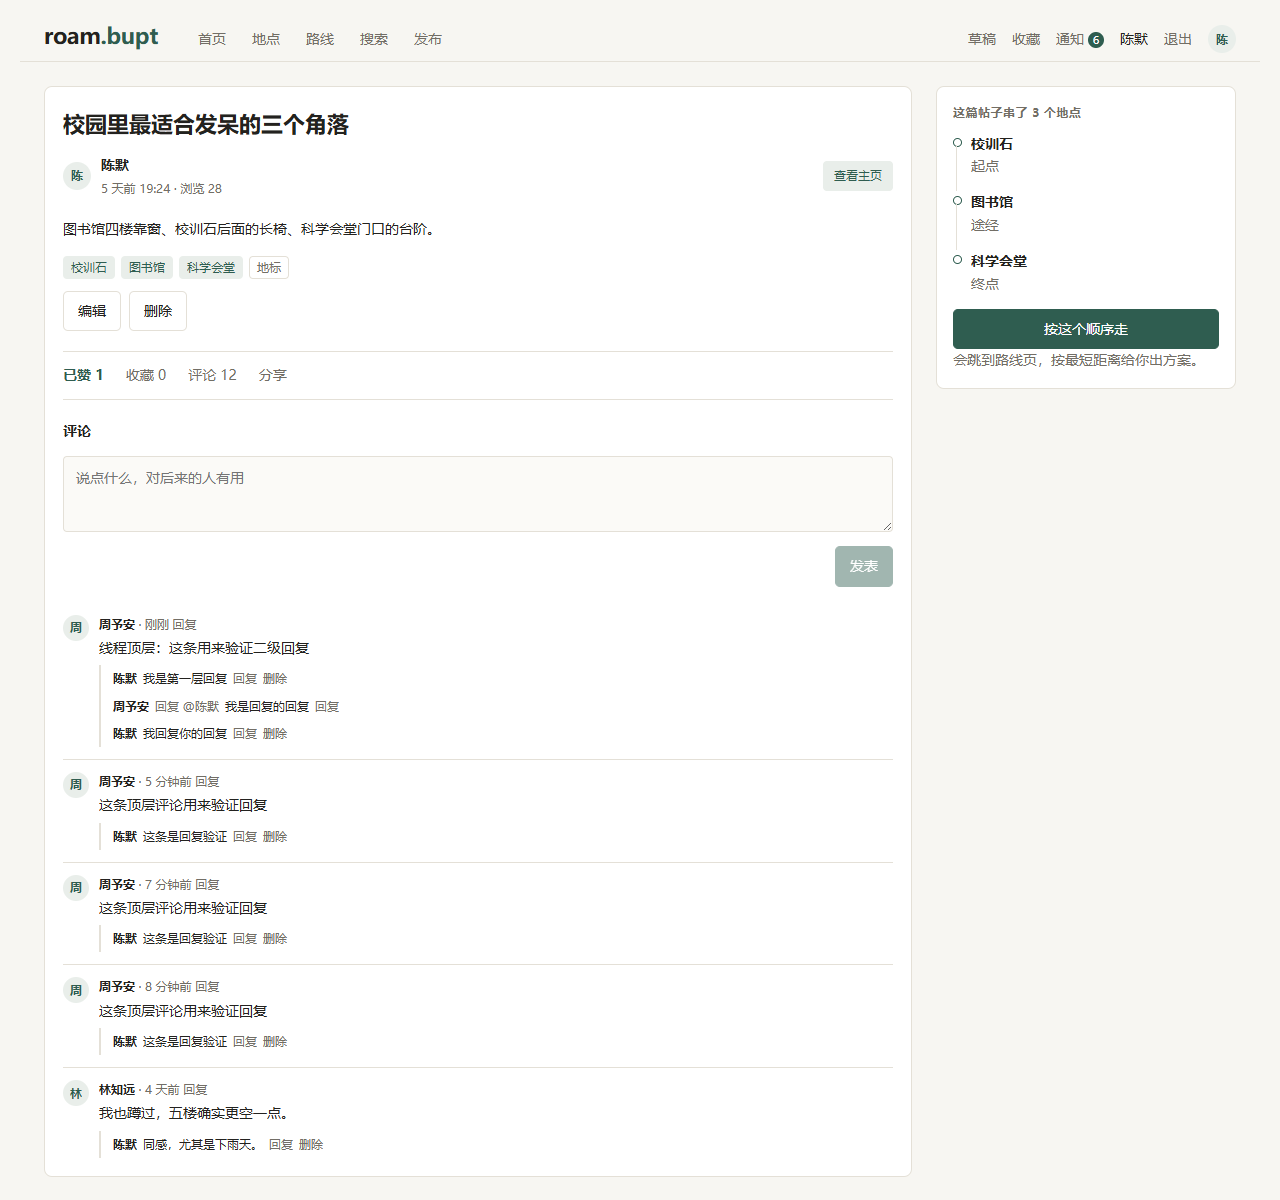 roam.bupt 首页 地点 路线 搜索 发布 草稿 收藏 通知 6 陈默 退出 陈
校园里最适合发呆的三个角落
陈 陈默
5 天前 19:24 · 浏览 28
查看主页
图书馆四楼靠窗、校训石后面的长椅、科学会堂门口的台阶。
校训石 图书馆 科学会堂 地标
编辑 删除
已赞 1 收藏 0 评论 12 分享
评论
说点什么，对后来的人有用
发表
周 周予安 · 刚刚 回复
线程顶层：这条用来验证二级回复
陈默 我是第一层回复 回复 删除
周予安 回复 @陈默 我是回复的回复 回复
陈默 我回复你的回复 回复 删除
周 周予安 · 5 分钟前 回复
这条顶层评论用来验证回复
陈默 这条是回复验证 回复 删除
周 周予安 · 7 分钟前 回复
这条顶层评论用来验证回复
陈默 这条是回复验证 回复 删除
周 周予安 · 8 分钟前 回复
这条顶层评论用来验证回复
陈默 这条是回复验证 回复 删除
林 林知远 · 4 天前 回复
我也蹲过，五楼确实更空一点。
陈默 同感，尤其是下雨天。 回复 删除
这篇帖子串了 3 个地点
校训石
起点
图书馆
途经
科学会堂
终点
按这个顺序走
会跳到路线页，按最短距离给你出方案。